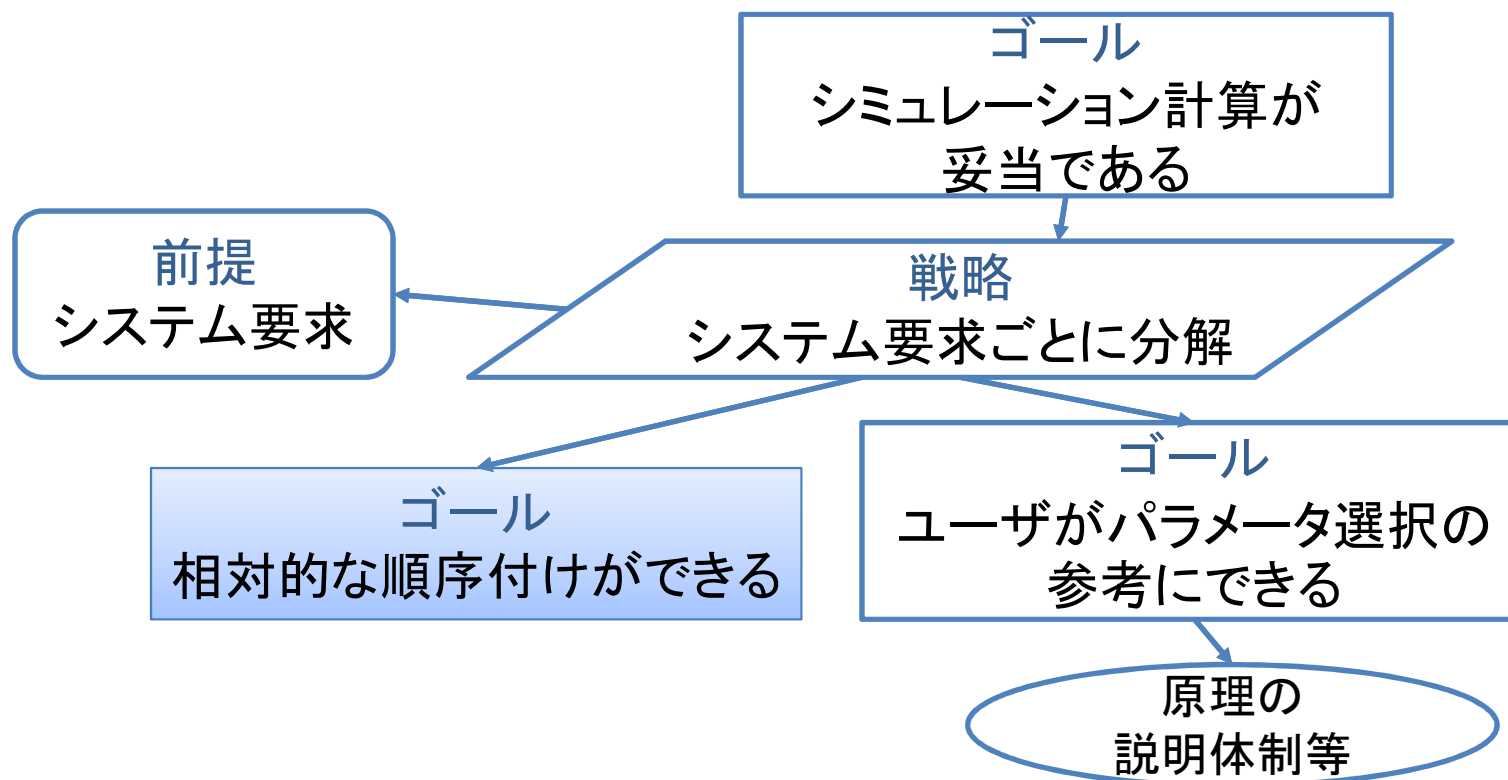 ゴール
シミュレーション計算が
妥当である
前提
システム要求
戦略
システム要求ごとに分解
ゴール
相対的な順序付けができる
ゴール
ユーザがパラメータ選択の
参考にできる
原理の
説明体制等